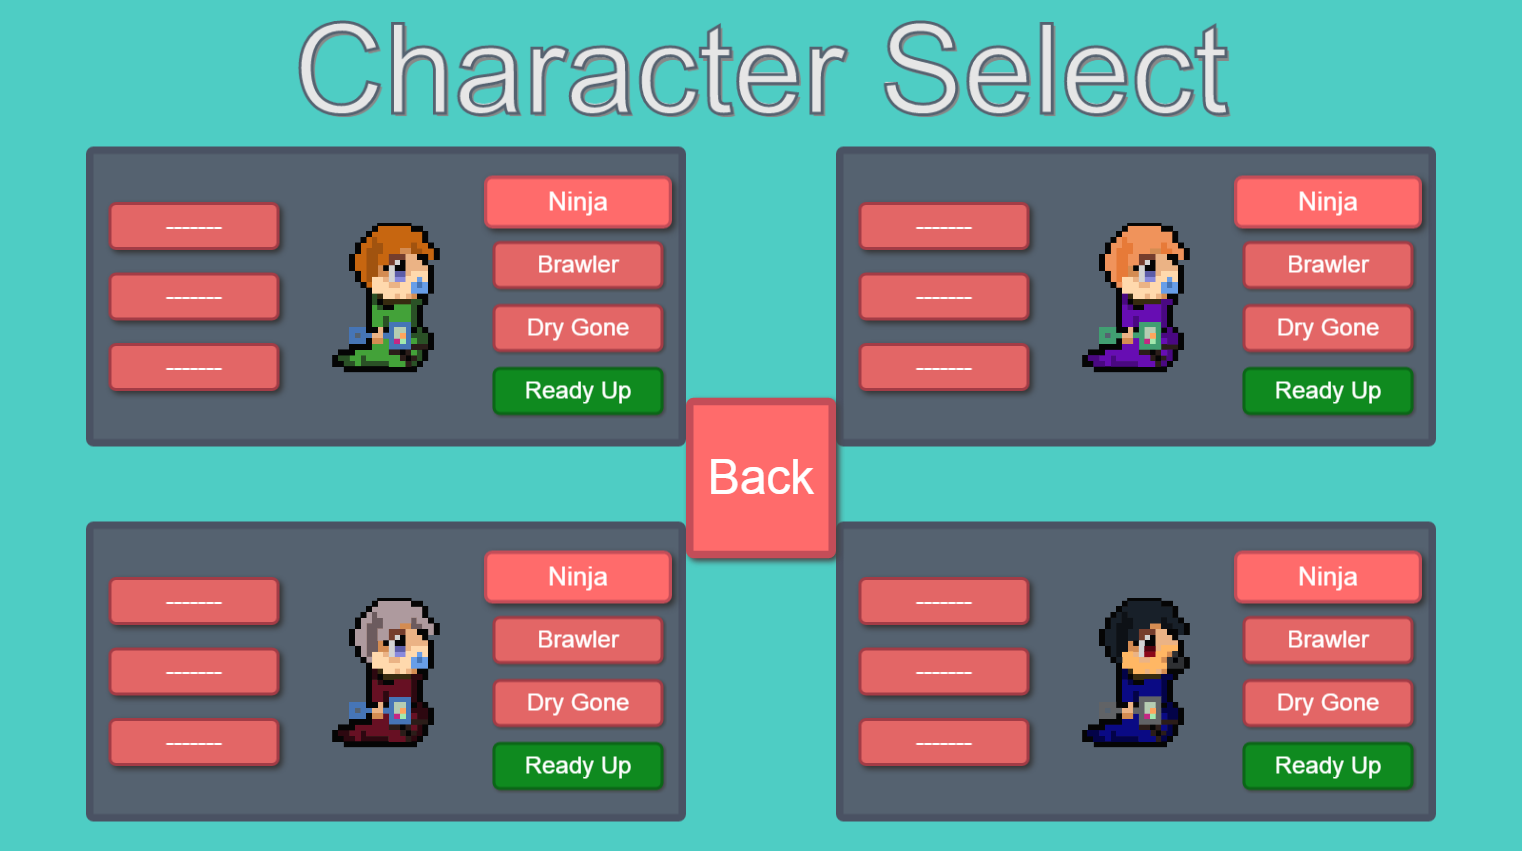 Character Select
-------
-------
-------
Ninja
Brawler
Dry Gone
Ready Up
-------
-------
-------
Ninja
Brawler
Dry Gone
Ready Up
Back
-------
-------
-------
Ninja
Brawler
Dry Gone
Ready Up
-------
-------
-------
Ninja
Brawler
Dry Gone
Ready Up